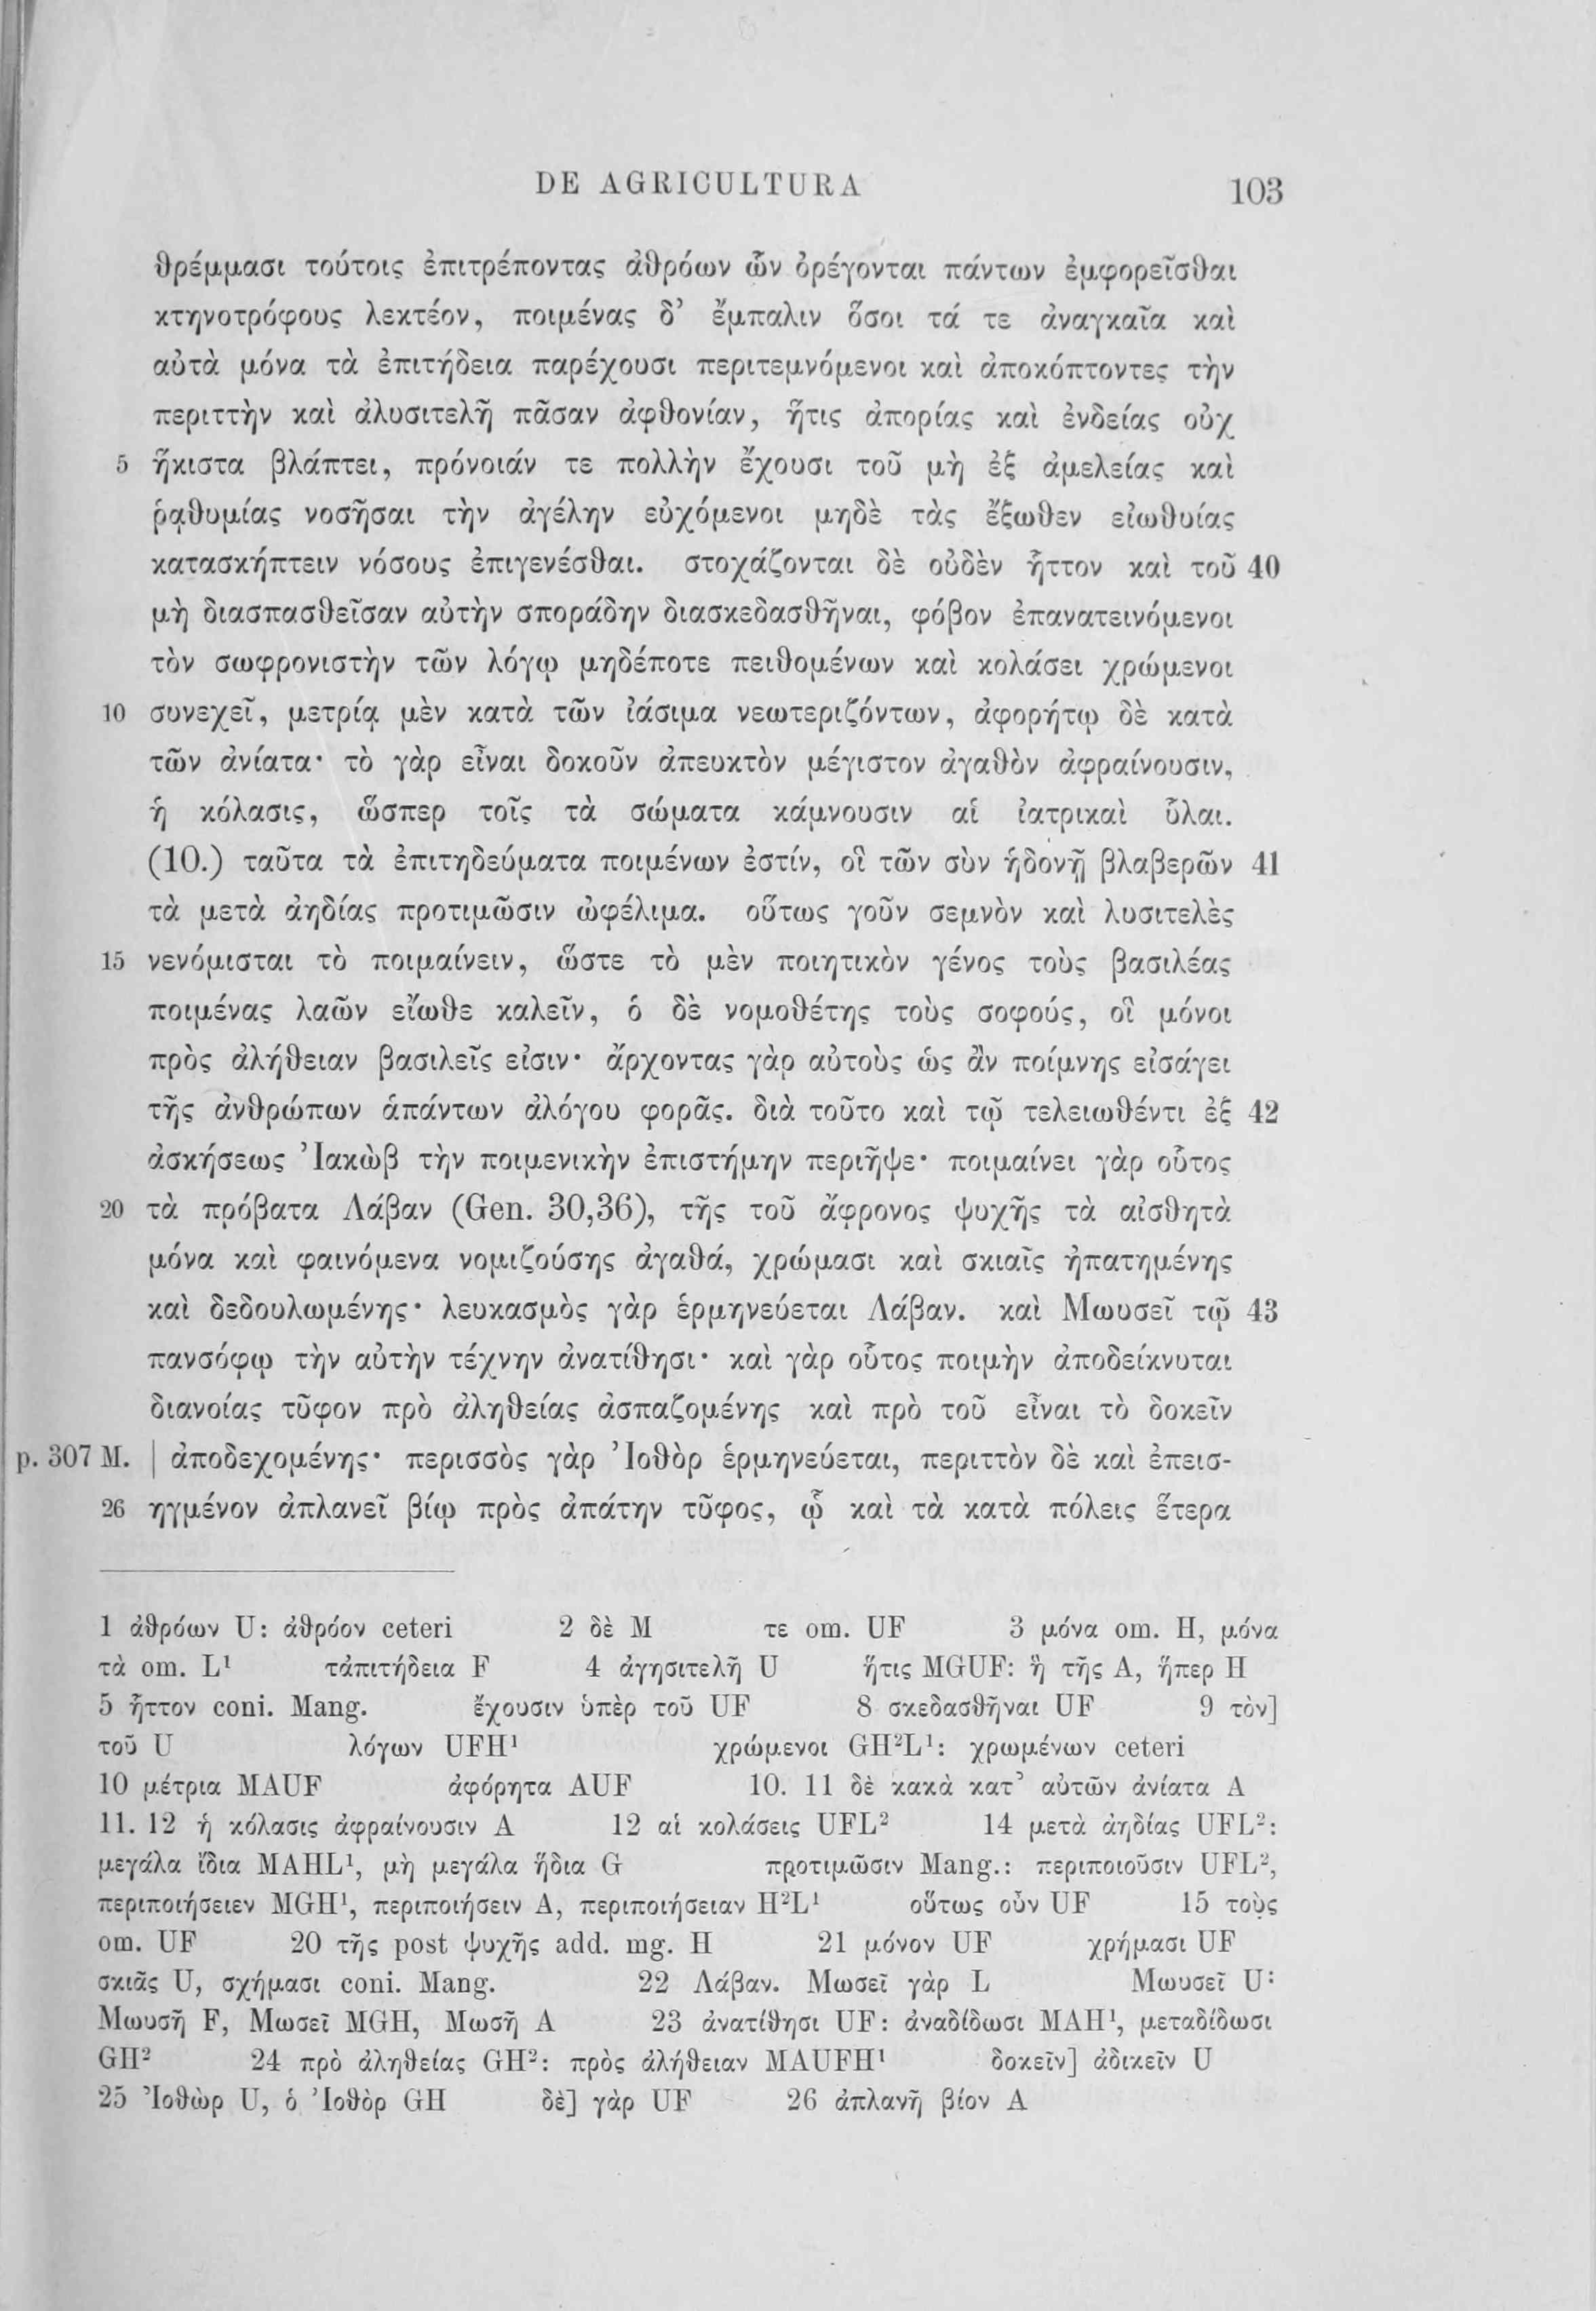 DE AGRICULTURA 103
θρέμμασι τούτοις ἐπιτρέποντας ἀθρόων ὧν ὀρέγονται πάντων ἐμφορεῖσθαι
κτηνοτρόφους λεκτέον, ποιμένας δ’ ἔμπαλιν ὅσοι τά τε ἀναγκαῖα καὶ
αὐτὰ μόνα τὰ ἐπιτήδεια παρέχουσι περιτεμνόμενοι καὶ ἀποκόπτοντες τὴν
περιττὴν καὶ ἀλυσιτελῆ πᾶσαν ἀφθονίαν, ἥτις ἀπορίας καὶ ἐνδείας οὐχ
5 ἥκιστα βλάπτει, πρόνοιάν τε πολλὴν ἔχουσι τοῦ μὴ ἐξ ἀμελείας καὶ
ῥᾳθυμίας νοσῆσαι τὴν ἀγέλην εὐχόμενοι μηδὲ τὰς ἔξωθεν εἰωθυίας
κατασκήπτειν νόσους ἐπιγενέσθαι. στοχάζονται δὲ οὐδὲν ἧττον καὶ τοῦ 40
μὴ διασπασθεῖσαν αὐτὴν σποράδην διασκεδασθῆναι, φόβον ἐπανατεινόμενοι
τὸν σωφρονιστὴν τῶν λόγῳ μηδέποτε πειθομένων καὶ κολάσει χρώμενοι
10 συνεχεῖ, μετρίᾳ μὲν κατὰ τῶν ἰάσιμα νεωτεριζόντων, ἀφορήτῳ δὲ κατὰ
τῶν ἀνίατα· τὸ γὰρ εἶναι δοκοῦν ἀπευκτὸν μέγιστον ἀγαθὸν ἀφραίνουσιν,
ἡ κόλασις, ὥσπερ τοῖς τὰ σώματα κάμνουσιν αἱ ἰατρικαὶ ὗλαι.
(10.) ταῦτα τὰ ἐπιτηδεύματα ποιμένων ἐστίν, οἳ τῶν σὺν ἡδονῇ βλαβερῶν 41
τὰ μετὰ ἀηδίας προτιμῶσιν ὠφέλιμα. οὕτως γοῦν σεμνὸν καὶ λυσιτελὲς
15 νενόμισται τὸ ποιμαίνειν, ὥστε τὸ μὲν ποιητικὸν γένος τοὺς βασιλέας
ποιμένας λαῶν εἴωθε καλεῖν, ὁ δὲ νομοθέτης τοὺς σοφούς, οἳ μόνοι
πρὸς ἀλήθειαν βασιλεῖς εἰσιν· ἄρχοντας γὰρ αὐτοὺς ὡς ἂν ποίμνης εἰσάγει
τῆς ἀνθρώπων ἁπάντων ἀλόγου φορᾶς. διὰ τοῦτο καὶ τῷ τελειωθέντι ἐξ 42
ἀσκήσεως Ἰακὼβ τὴν ποιμενικὴν ἐπιστήμην περιῆψε· ποιμαίνει γὰρ οὗτος
20 τὰ πρόβατα Λάβαν (Gen. 30,36), τῆς τοῦ ἄφρονος ψυχῆς τὰ αἰσθητὰ
μόνα καὶ φαινόμενα νομιζούσης ἀγαθά, χρώμασι καὶ σκιαῖς ἠπατημένης
καὶ δεδουλωμένης· λευκασμὸς γὰρ ἑρμηνεύεται Λάβαν. καὶ Μωυσεῖ τῷ 43
πανσόφῳ τὴν αὐτὴν τέχνην ἀνατίθησι· καὶ γὰρ οὗτος ποιμὴν ἀποδείκνυται
διανοίας τῦφον πρὸ ἀληθείας ἀσπαζομένης καὶ πρὸ τοῦ εἶναι τὸ δοκεῖν
p. 307 M. | ἀποδεχομένης· περισσὸς γὰρ Ἰοθὸρ ἑρμηνεύεται, περιττὸν δὲ καὶ ἐπεισ-
26 ηγμένον ἀπλανεῖ βίῳ πρὸς ἀπάτην τῦφος, ᾧ καὶ τὰ κατὰ πόλεις ἕτερα
1 ἀθρόων U: ἀθρόον ceteri 2 δὲ M τε om. UF 3 μόνα om. H, μόνα
τὰ om. L¹ τἀπιτήδεια F 4 ἀγησιτελῆ U ἥτις MGUF: ἢ τῆς A, ἥπερ H
5 ἧττον coni. Mang. ἔχουσιν ὑπὲρ τοῦ UF 8 σκεδασθῆναι UF 9 τὸν]
τοῦ U λόγων UFH¹ χρώμενοι GH²L¹: χρωμένων ceteri
10 μέτρια MAUF ἀφόρητα AUF 10. 11 δὲ κακὰ κατ’ αὐτῶν ἀνίατα A
11. 12 ἡ κόλασις ἀφραίνουσιν A 12 αἱ κολάσεις UFL² 14 μετὰ ἀηδίας UFL²:
μεγάλα ἴδια MAHL¹, μὴ μεγάλα ἥδια G προτιμῶσιν Mang.: περιποιοῦσιν UFL²,
περιποιήσειεν MGH¹, περιποιήσειν A, περιποιήσειαν H²L¹ οὕτως οὖν UF 15 τοὺς
om. UF 20 τῆς post ψυχῆς add. mg. H 21 μόνον UF χρήμασι UF
σκιᾶς U, σχήμασι coni. Mang. 22 Λάβαν. Μωσεῖ γὰρ L Μωυσεῖ U:
Μωυσῆ F, Μωσεῖ MGH, Μωσῆ A 23 ἀνατίθησι UF: ἀναδίδωσι MAH¹, μεταδίδωσι
GH² 24 πρὸ ἀληθείας GH²: πρὸς ἀλήθειαν MAUFH¹ δοκεῖν] ἀδικεῖν U
25 Ἰοθὼρ U, ὁ Ἰοθὸρ GH δὲ] γὰρ UF 26 ἀπλανῆ βίον A